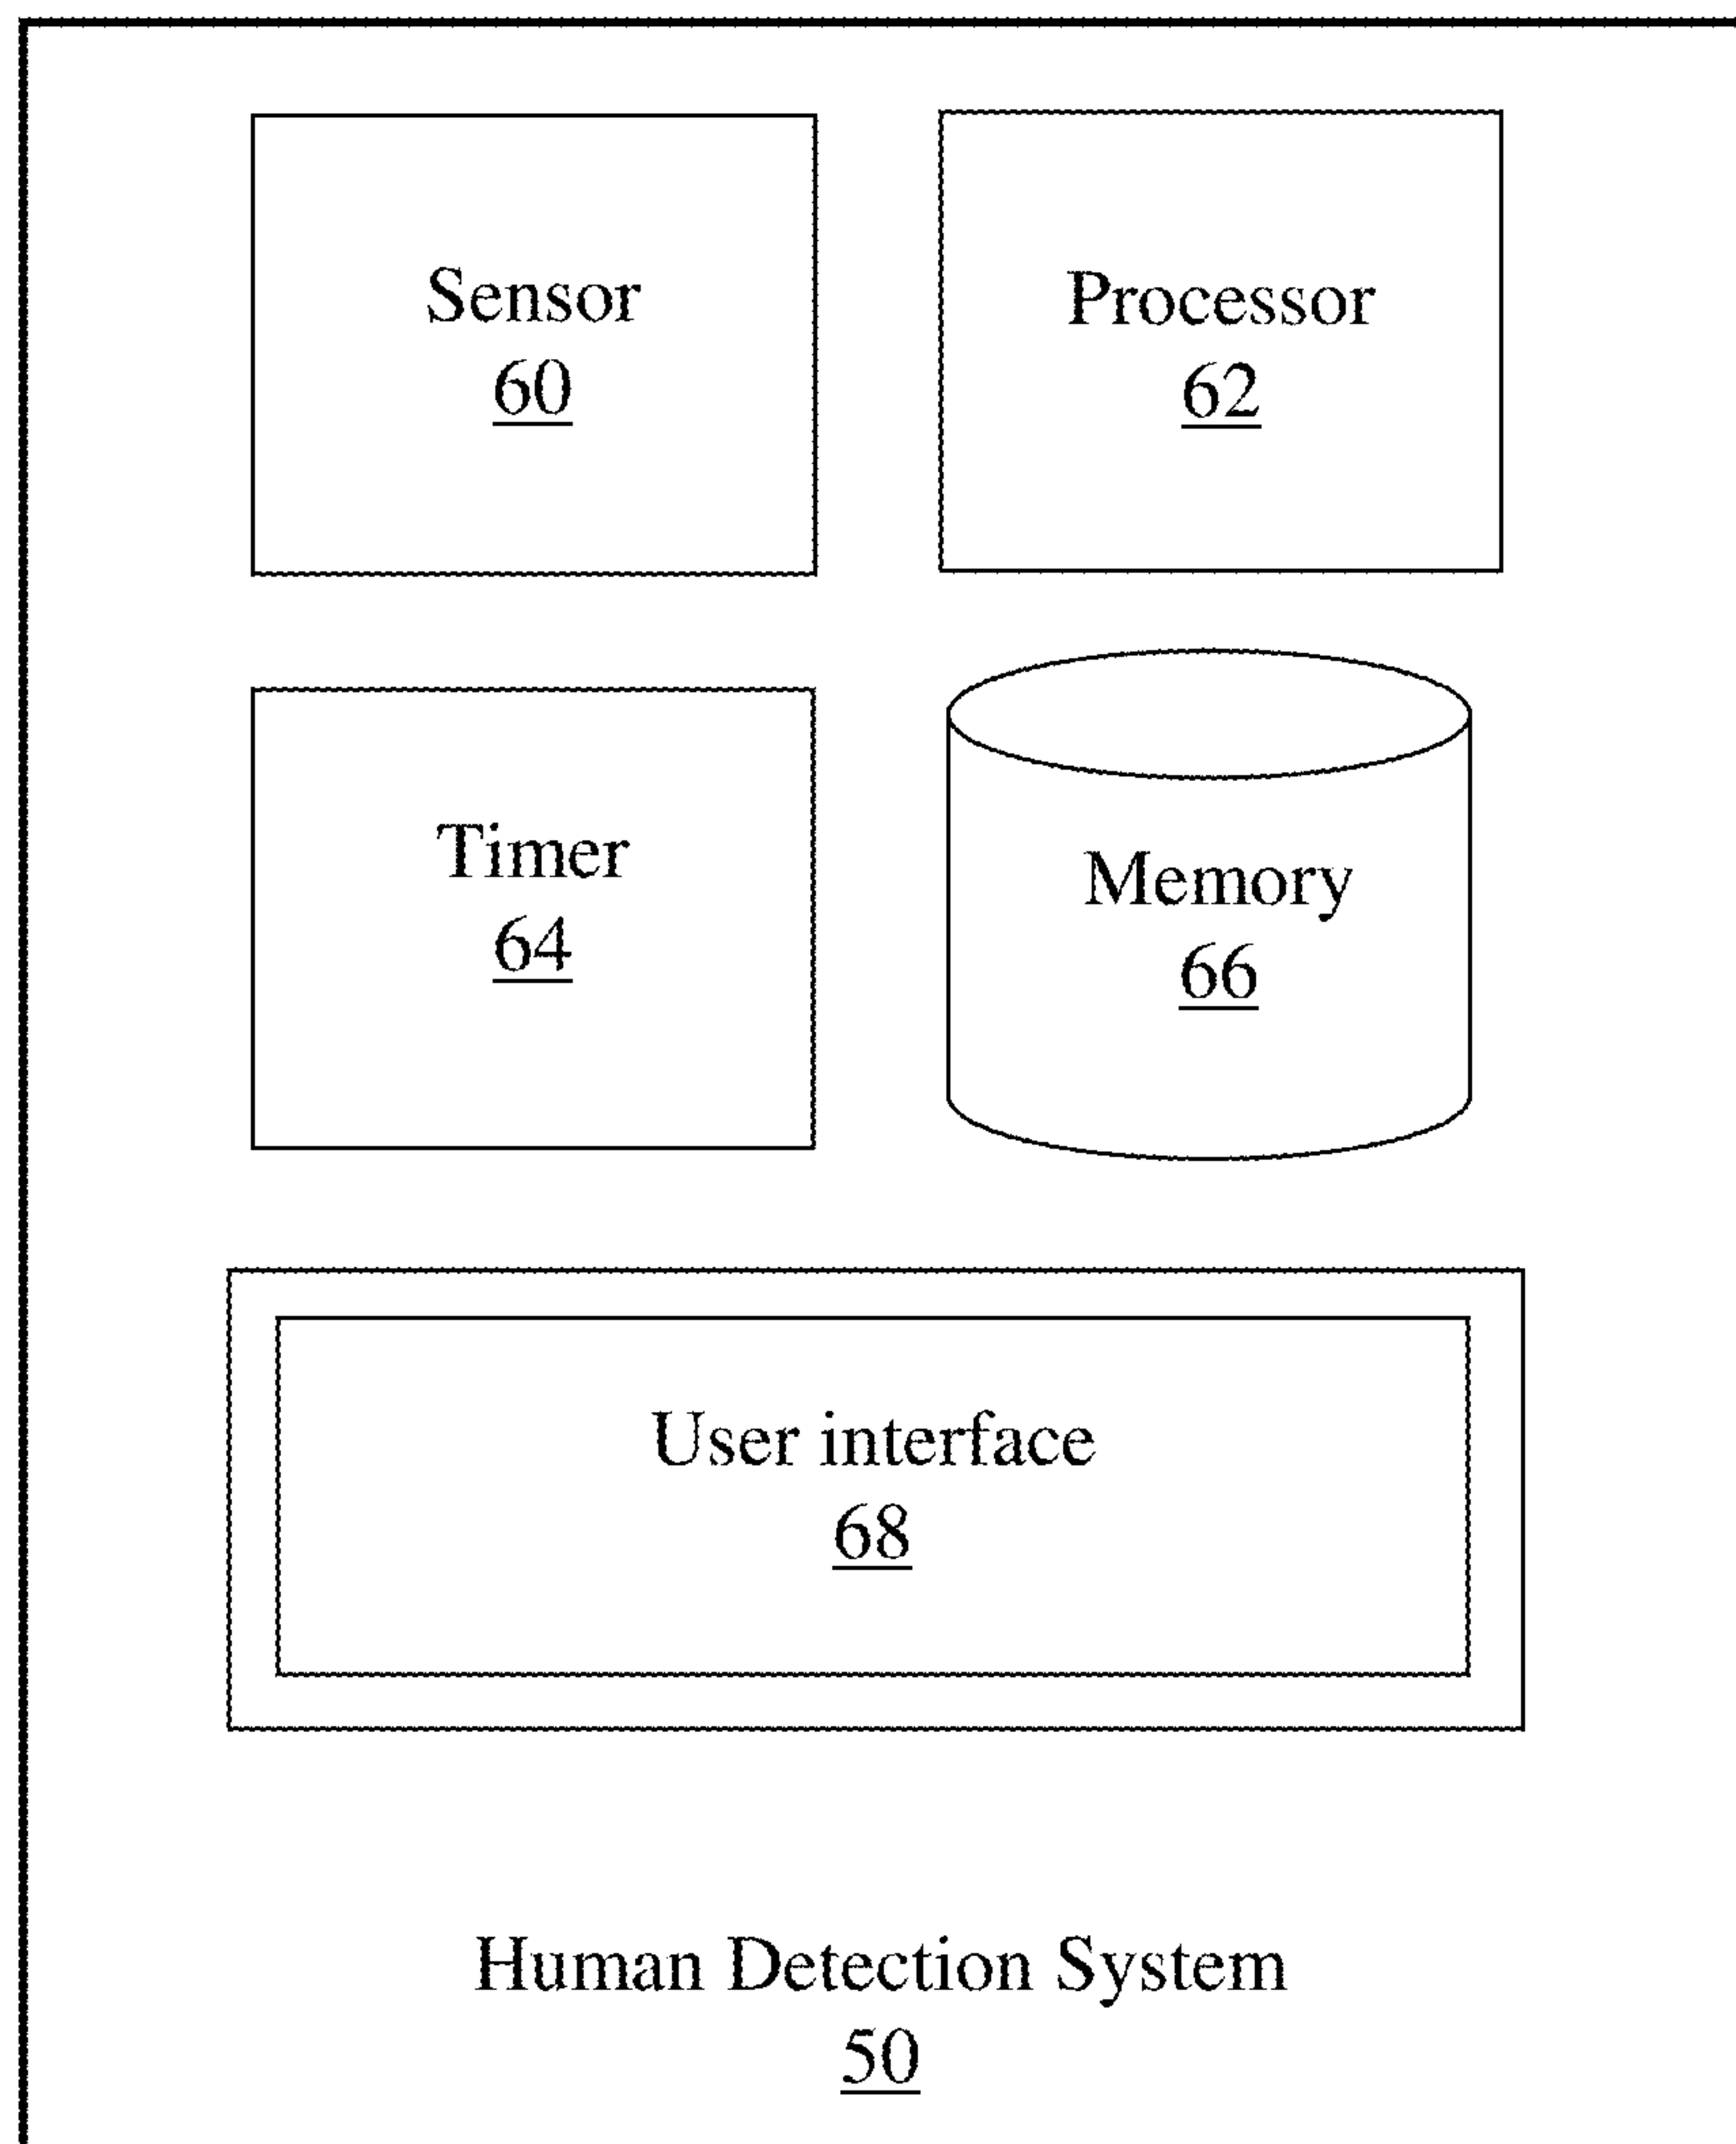 Sensor
60
Processor
62
Timer
64
Memory
66
User interface
68
Human Detection System
50